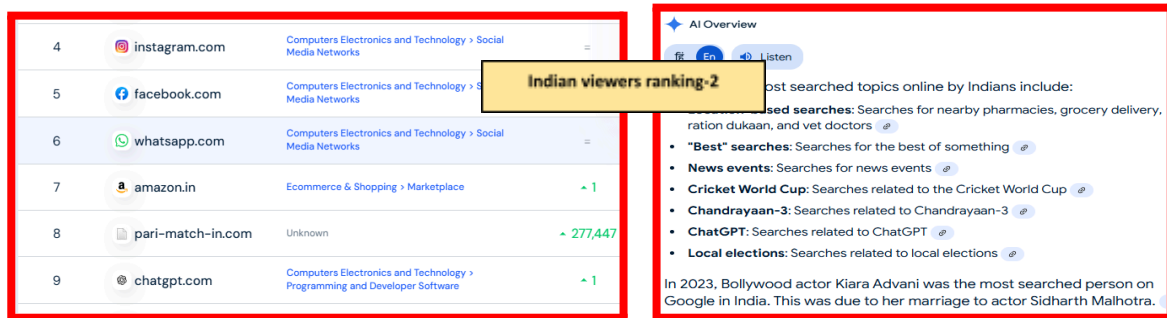 4 instagram.com Computers Electronics and Technology > Social Media Networks =
5 facebook.com Computers Electronics and Technology > S Media Networks
6 whatsapp.com Computers Electronics and Technology > Social Media Networks =
7 amazon.in Ecommerce & Shopping > Marketplace 1
8 pari-match-in.com Unknown 277,447
9 chatgpt.com Computers Electronics and Technology > Programming and Developer Software 1
Indian viewers ranking-2
AI Overview
हिं En Listen
ost searched topics online by Indians include:
Location-based searches: Searches for nearby pharmacies, grocery delivery,
ration dukaan, and vet doctors
• "Best" searches: Searches for the best of something
• News events: Searches for news events
• Cricket World Cup: Searches related to the Cricket World Cup
• Chandrayaan-3: Searches related to Chandrayaan-3
• ChatGPT: Searches related to ChatGPT
• Local elections: Searches related to local elections
In 2023, Bollywood actor Kiara Advani was the most searched person on
Google in India. This was due to her marriage to actor Sidharth Malhotra.